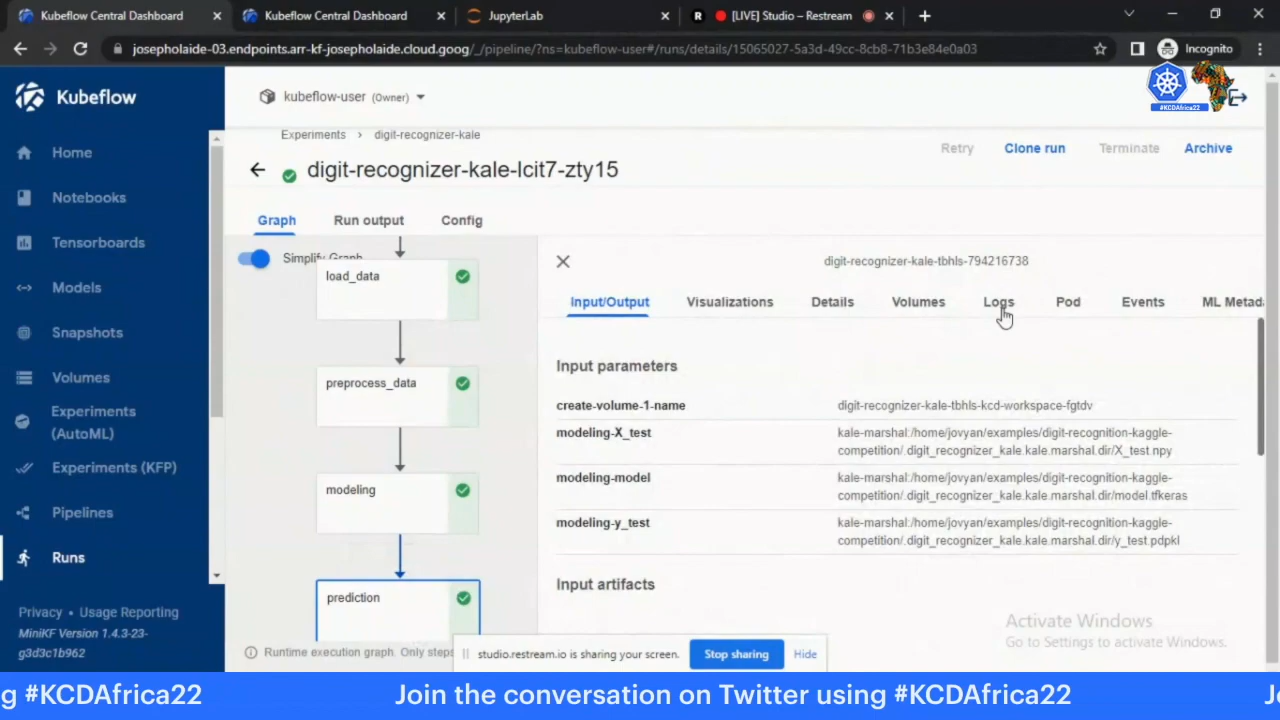 Kubeflow Central Dashboard
Kubeflow Central Dashboard
JupyterLab
R
[LIVE] Studio – Restream
josepholaide-03.endpoints.arr-kf-josepholaide.cloud.goog/_/pipeline/?ns=kubeflow-user#/runs/details/15065027-5a3d-49cc-8cb8-71b3e84e0a03
Incognito
Kubeflow
kubeflow-user (Owner)
#KCDAfrica22
Home
Notebooks
Tensorboards
Models
Snapshots
Volumes
Experiments
(AutoML)
Experiments (KFP)
Pipelines
Runs
Privacy • Usage Reporting
MiniKF Version 1.4.3-23-
g3d3c1b962
Experiments > digit-recognizer-kale
digit-recognizer-kale-lcit7-zty15
Retry
Clone run
Terminate
Archive
Graph
Run output
Config
Simplify Graph
load_data
preprocess_data
modeling
prediction
Runtime execution graph. Only steps
digit-recognizer-kale-tbhls-794216738
Input/Output
Visualizations
Details
Volumes
Logs
Pod
Events
ML Metad
Input parameters
create-volume-1-name
digit-recognizer-kale-tbhls-kcd-workspace-fgtdv
modeling-X_test
kale-marshal:/home/jovyan/examples/digit-recognition-kaggle-
competition/.digit_recognizer_kale.kale.marshal.dir/X_test.npy
modeling-model
kale-marshal:/home/jovyan/examples/digit-recognition-kaggle-
competition/.digit_recognizer_kale.kale.marshal.dir/model.tfkeras
modeling-y_test
kale-marshal:/home/jovyan/examples/digit-recognition-kaggle-
competition/.digit_recognizer_kale.kale.marshal.dir/y_test.pdpkl
Input artifacts
Activate Windows
Go to Settings to activate Windows.
studio.restream.io is sharing your screen.
Stop sharing
Hide
g #KCDAfrica22
Join the conversation on Twitter using #KCDAfrica22
Jo